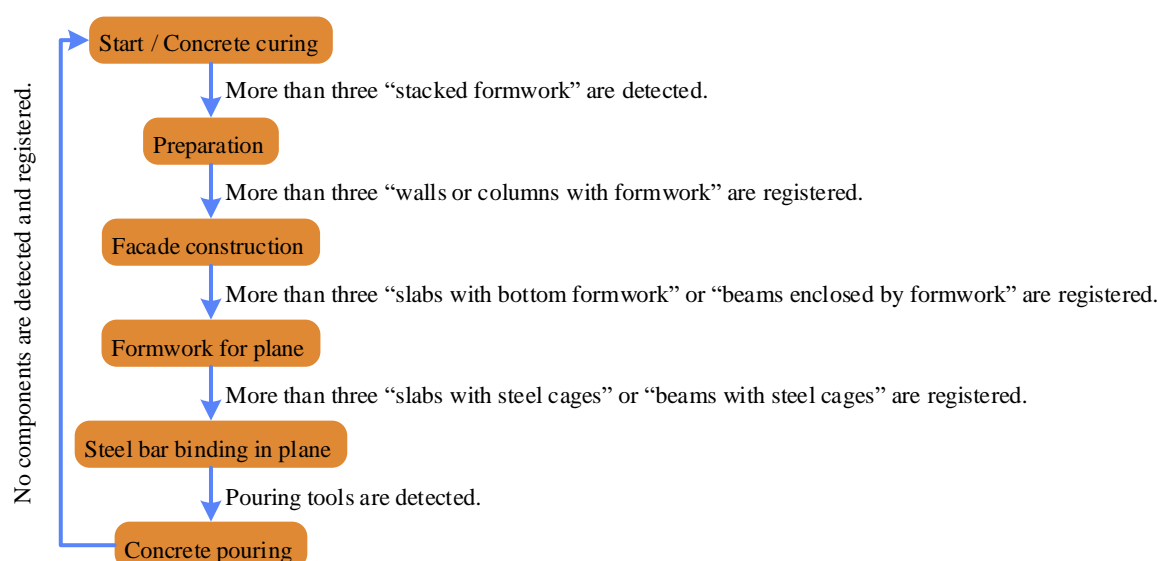 Start / Concrete curing
More than three “stacked formwork” are detected.
Preparation
More than three “walls or columns with formwork” are registered.
Facade construction
More than three “slabs with bottom formwork” or “beams enclosed by formwork” are registered.
Formwork for plane
More than three “slabs with steel cages” or “beams with steel cages” are registered.
Steel bar binding in plane
Pouring tools are detected.
Concrete pouring
No components are detected and registered.